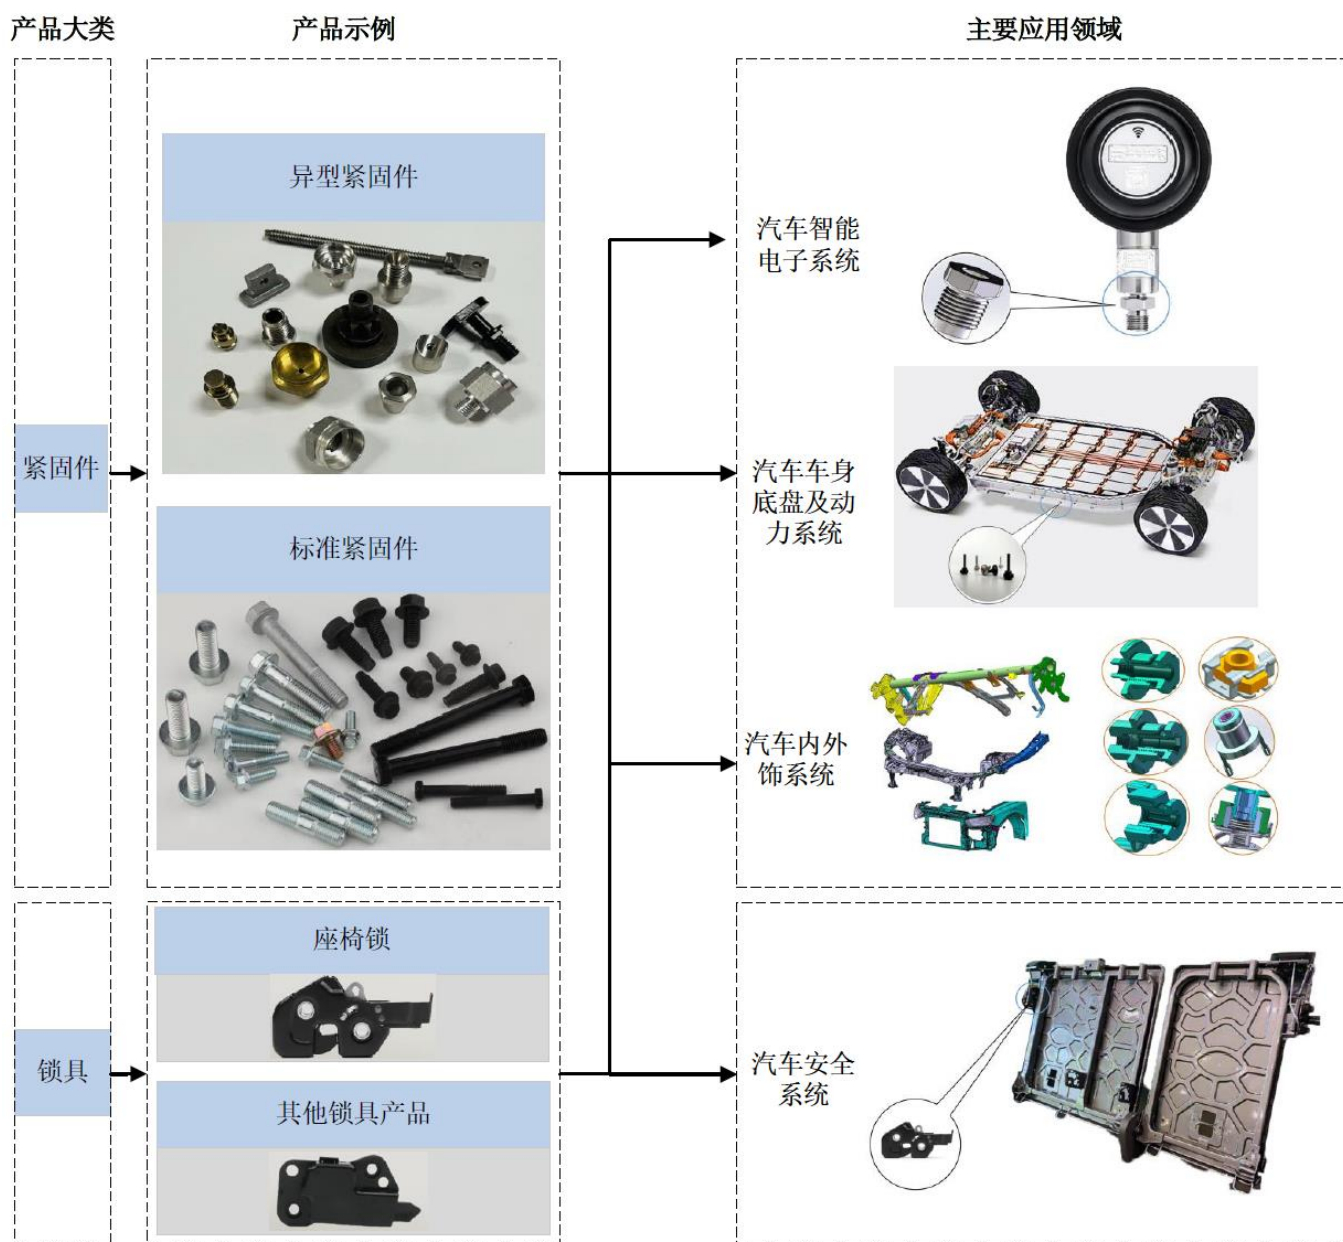 产品大类
产品示例
主要应用领域
异型紧固件
汽车智能
电子系统
紧固件
汽车车身
底盘及动
力系统
标准紧固件
汽车内外
饰系统
座椅锁
锁具
汽车安全
系统
其他锁具产品